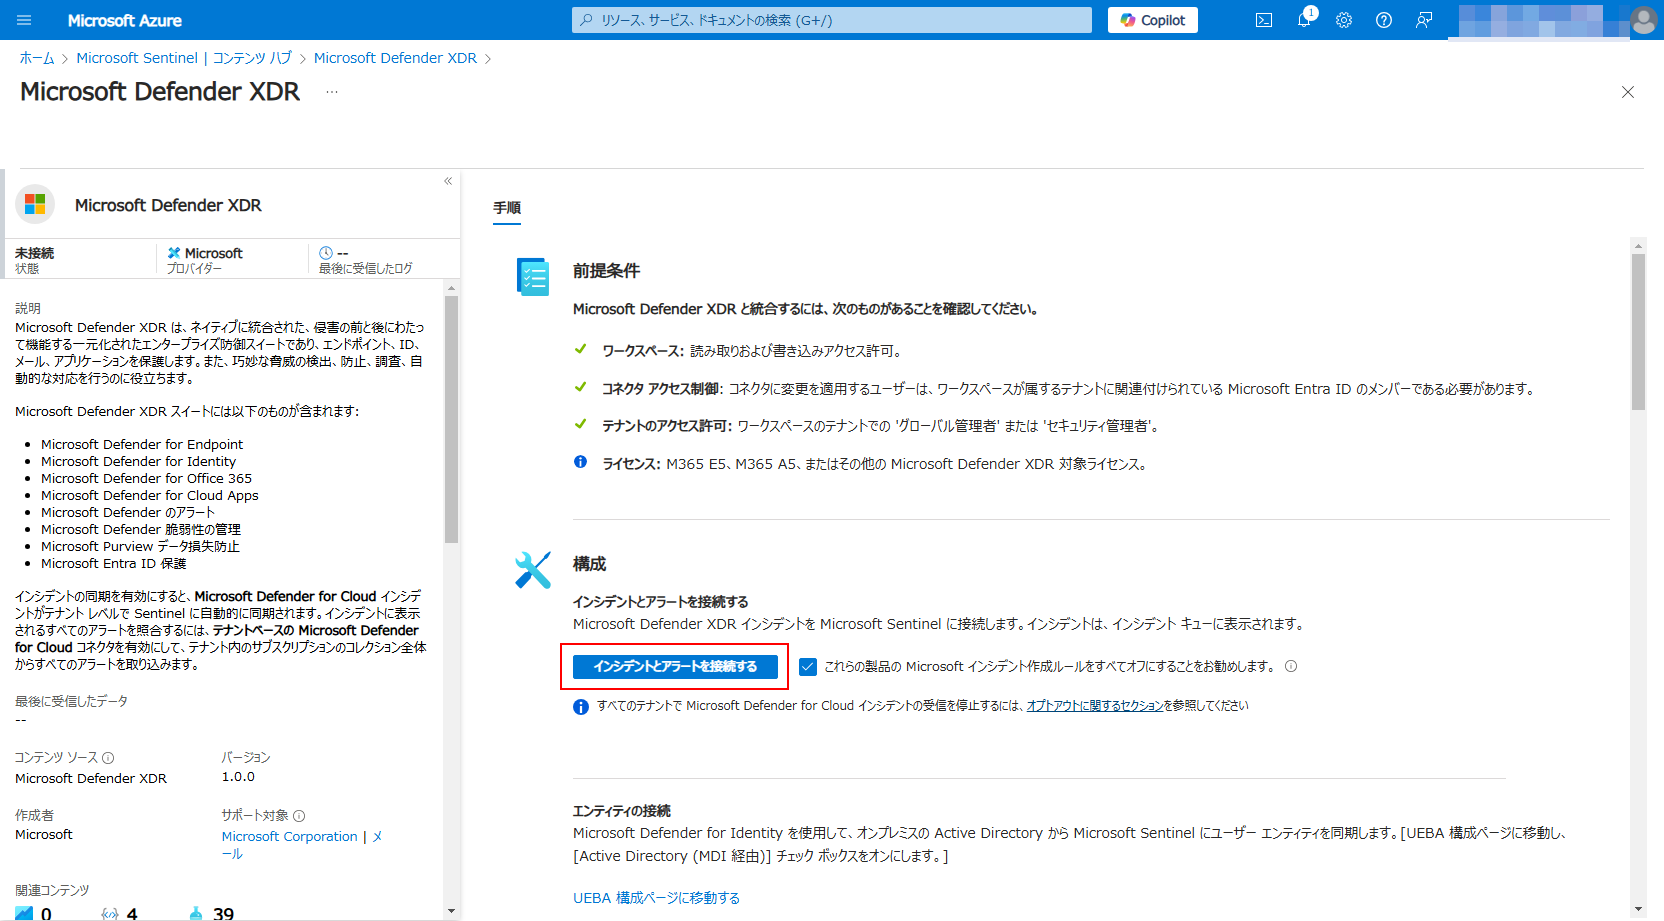 Microsoft Azure
リソース、サービス、ドキュメントの検索 (G+/)
Copilot
1
ホーム > Microsoft Sentinel | コンテンツ ハブ > Microsoft Defender XDR >
Microsoft Defender XDR ...
Microsoft Defender XDR
未接続
状態
Microsoft
プロバイダー
--
最後に受信したログ
説明
Microsoft Defender XDR は、ネイティブに統合された、侵害の前と後にわたっ
て機能する一元化されたエンタープライズ防御スイートであり、エンドポイント、ID、
メール、アプリケーションを保護します。また、巧妙な脅威の検出、防止、調査、自
動的な対応を行うのに役立ちます。
Microsoft Defender XDR スイートには以下のものが含まれます:
• Microsoft Defender for Endpoint
• Microsoft Defender for Identity
• Microsoft Defender for Office 365
• Microsoft Defender for Cloud Apps
• Microsoft Defender のアラート
• Microsoft Defender 脆弱性の管理
• Microsoft Purview データ損失防止
• Microsoft Entra ID 保護
インシデントの同期を有効にすると、Microsoft Defender for Cloud インシデ
ントがテナント レベルで Sentinel に自動的に同期されます。インシデントに表示
されるすべてのアラートを照合するには、テナントベースの Microsoft Defender
for Cloud コネクタを有効にして、テナント内のサブスクリプションのコレクション全体
からすべてのアラートを取り込みます。
最後に受信したデータ
--
コンテンツ ソース
Microsoft Defender XDR
バージョン
1.0.0
作成者
Microsoft
サポート対象
Microsoft Corporation | メ
ール
関連コンテンツ
0
4
39
手順
前提条件
Microsoft Defender XDR と統合するには、次のものがあることを確認してください。
ワークスペース: 読み取りおよび書き込みアクセス許可。
コネクタ アクセス制御: コネクタに変更を適用するユーザーは、ワークスペースが属するテナントに関連付けられている Microsoft Entra ID のメンバーである必要があります。
テナントのアクセス許可: ワークスペースのテナントでの 'グローバル管理者' または 'セキュリティ管理者'。
ライセンス: M365 E5、M365 A5、またはその他の Microsoft Defender XDR 対象ライセンス。
構成
インシデントとアラートを接続する
Microsoft Defender XDR インシデントを Microsoft Sentinel に接続します。インシデントは、インシデント キューに表示されます。
インシデントとアラートを接続する
これらの製品の Microsoft インシデント作成ルールをすべてオフにすることをお勧めします。
すべてのテナントで Microsoft Defender for Cloud インシデントの受信を停止するには、オプトアウトに関するセクションを参照してください
エンティティの接続
Microsoft Defender for Identity を使用して、オンプレミスの Active Directory から Microsoft Sentinel にユーザー エンティティを同期します。[UEBA 構成ページに移動し、
[Active Directory (MDI 経由)] チェック ボックスをオンにします。]
UEBA 構成ページに移動する